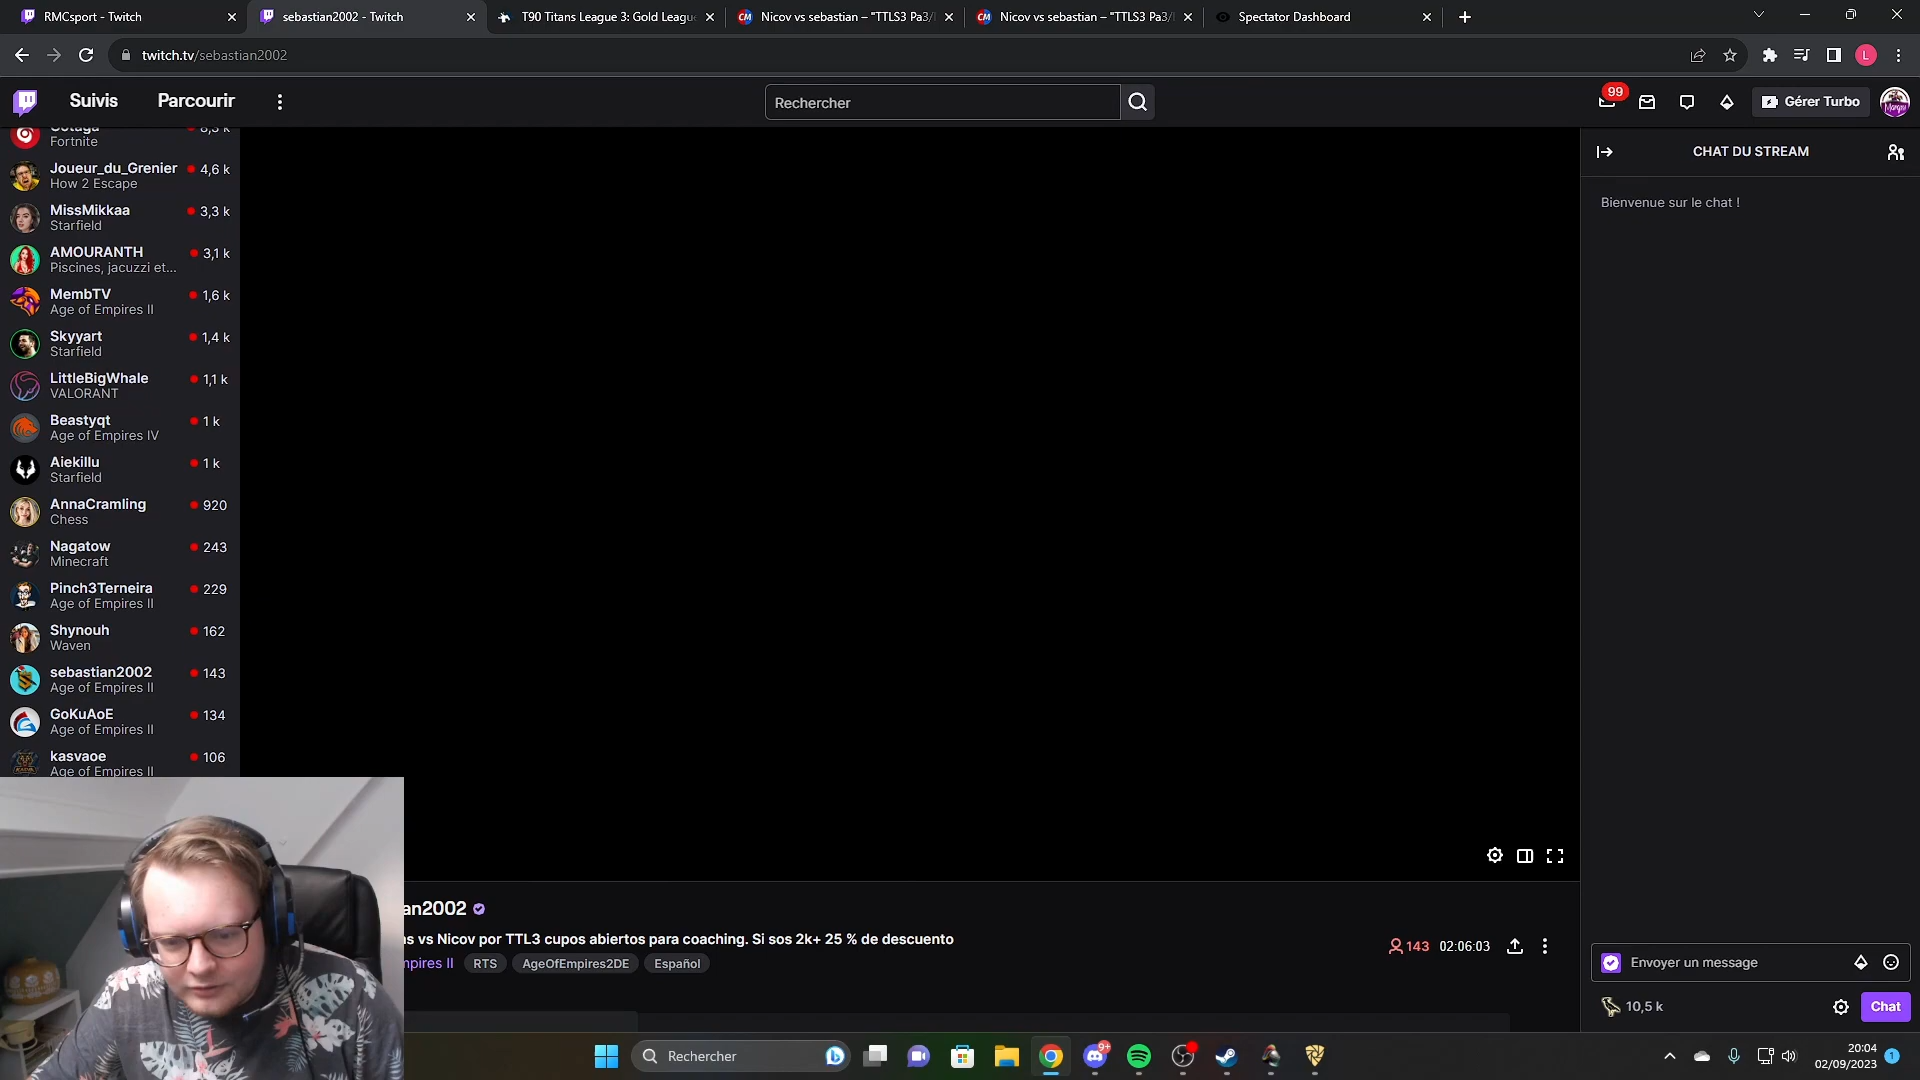 RMCsport - Twitch
sebastian2002 - Twitch
T90 Titans League 3: Gold Leagu
Nicov vs sebastian – "TTLS3 Pa3/
Nicov vs sebastian – "TTLS3 Pa3/
Spectator Dashboard
twitch.tv/sebastian2002
L
Suivis
Parcourir
Rechercher
99
Gérer Turbo
Gotaga
8,3 k
Fortnite
Joueur_du_Grenier
4,6 k
How 2 Escape
MissMikkaa
3,3 k
Starfield
AMOURANTH
3,1 k
Piscines, jacuzzi et...
MembTV
1,6 k
Age of Empires II
Skyyart
1,4 k
Starfield
LittleBigWhale
1,1 k
VALORANT
Beastyqt
1 k
Age of Empires IV
Aiekillu
1 k
Starfield
AnnaCramling
920
Chess
Nagatow
243
Minecraft
Pinch3Terneira
229
Age of Empires II
Shynouh
162
Waven
sebastian2002
143
Age of Empires II
GoKuAoE
134
Age of Empires II
kasvaoe
106
Age of Empires II
CHAT DU STREAM
Bienvenue sur le chat !
an2002
s vs Nicov por TTL3 cupos abiertos para coaching. Si sos 2k+ 25 % de descuento
mpires II
RTS
AgeOfEmpires2DE
Español
143
02:06:03
Envoyer un message
10,5 k
Chat
Rechercher
9+
20:04
02/09/2023
1